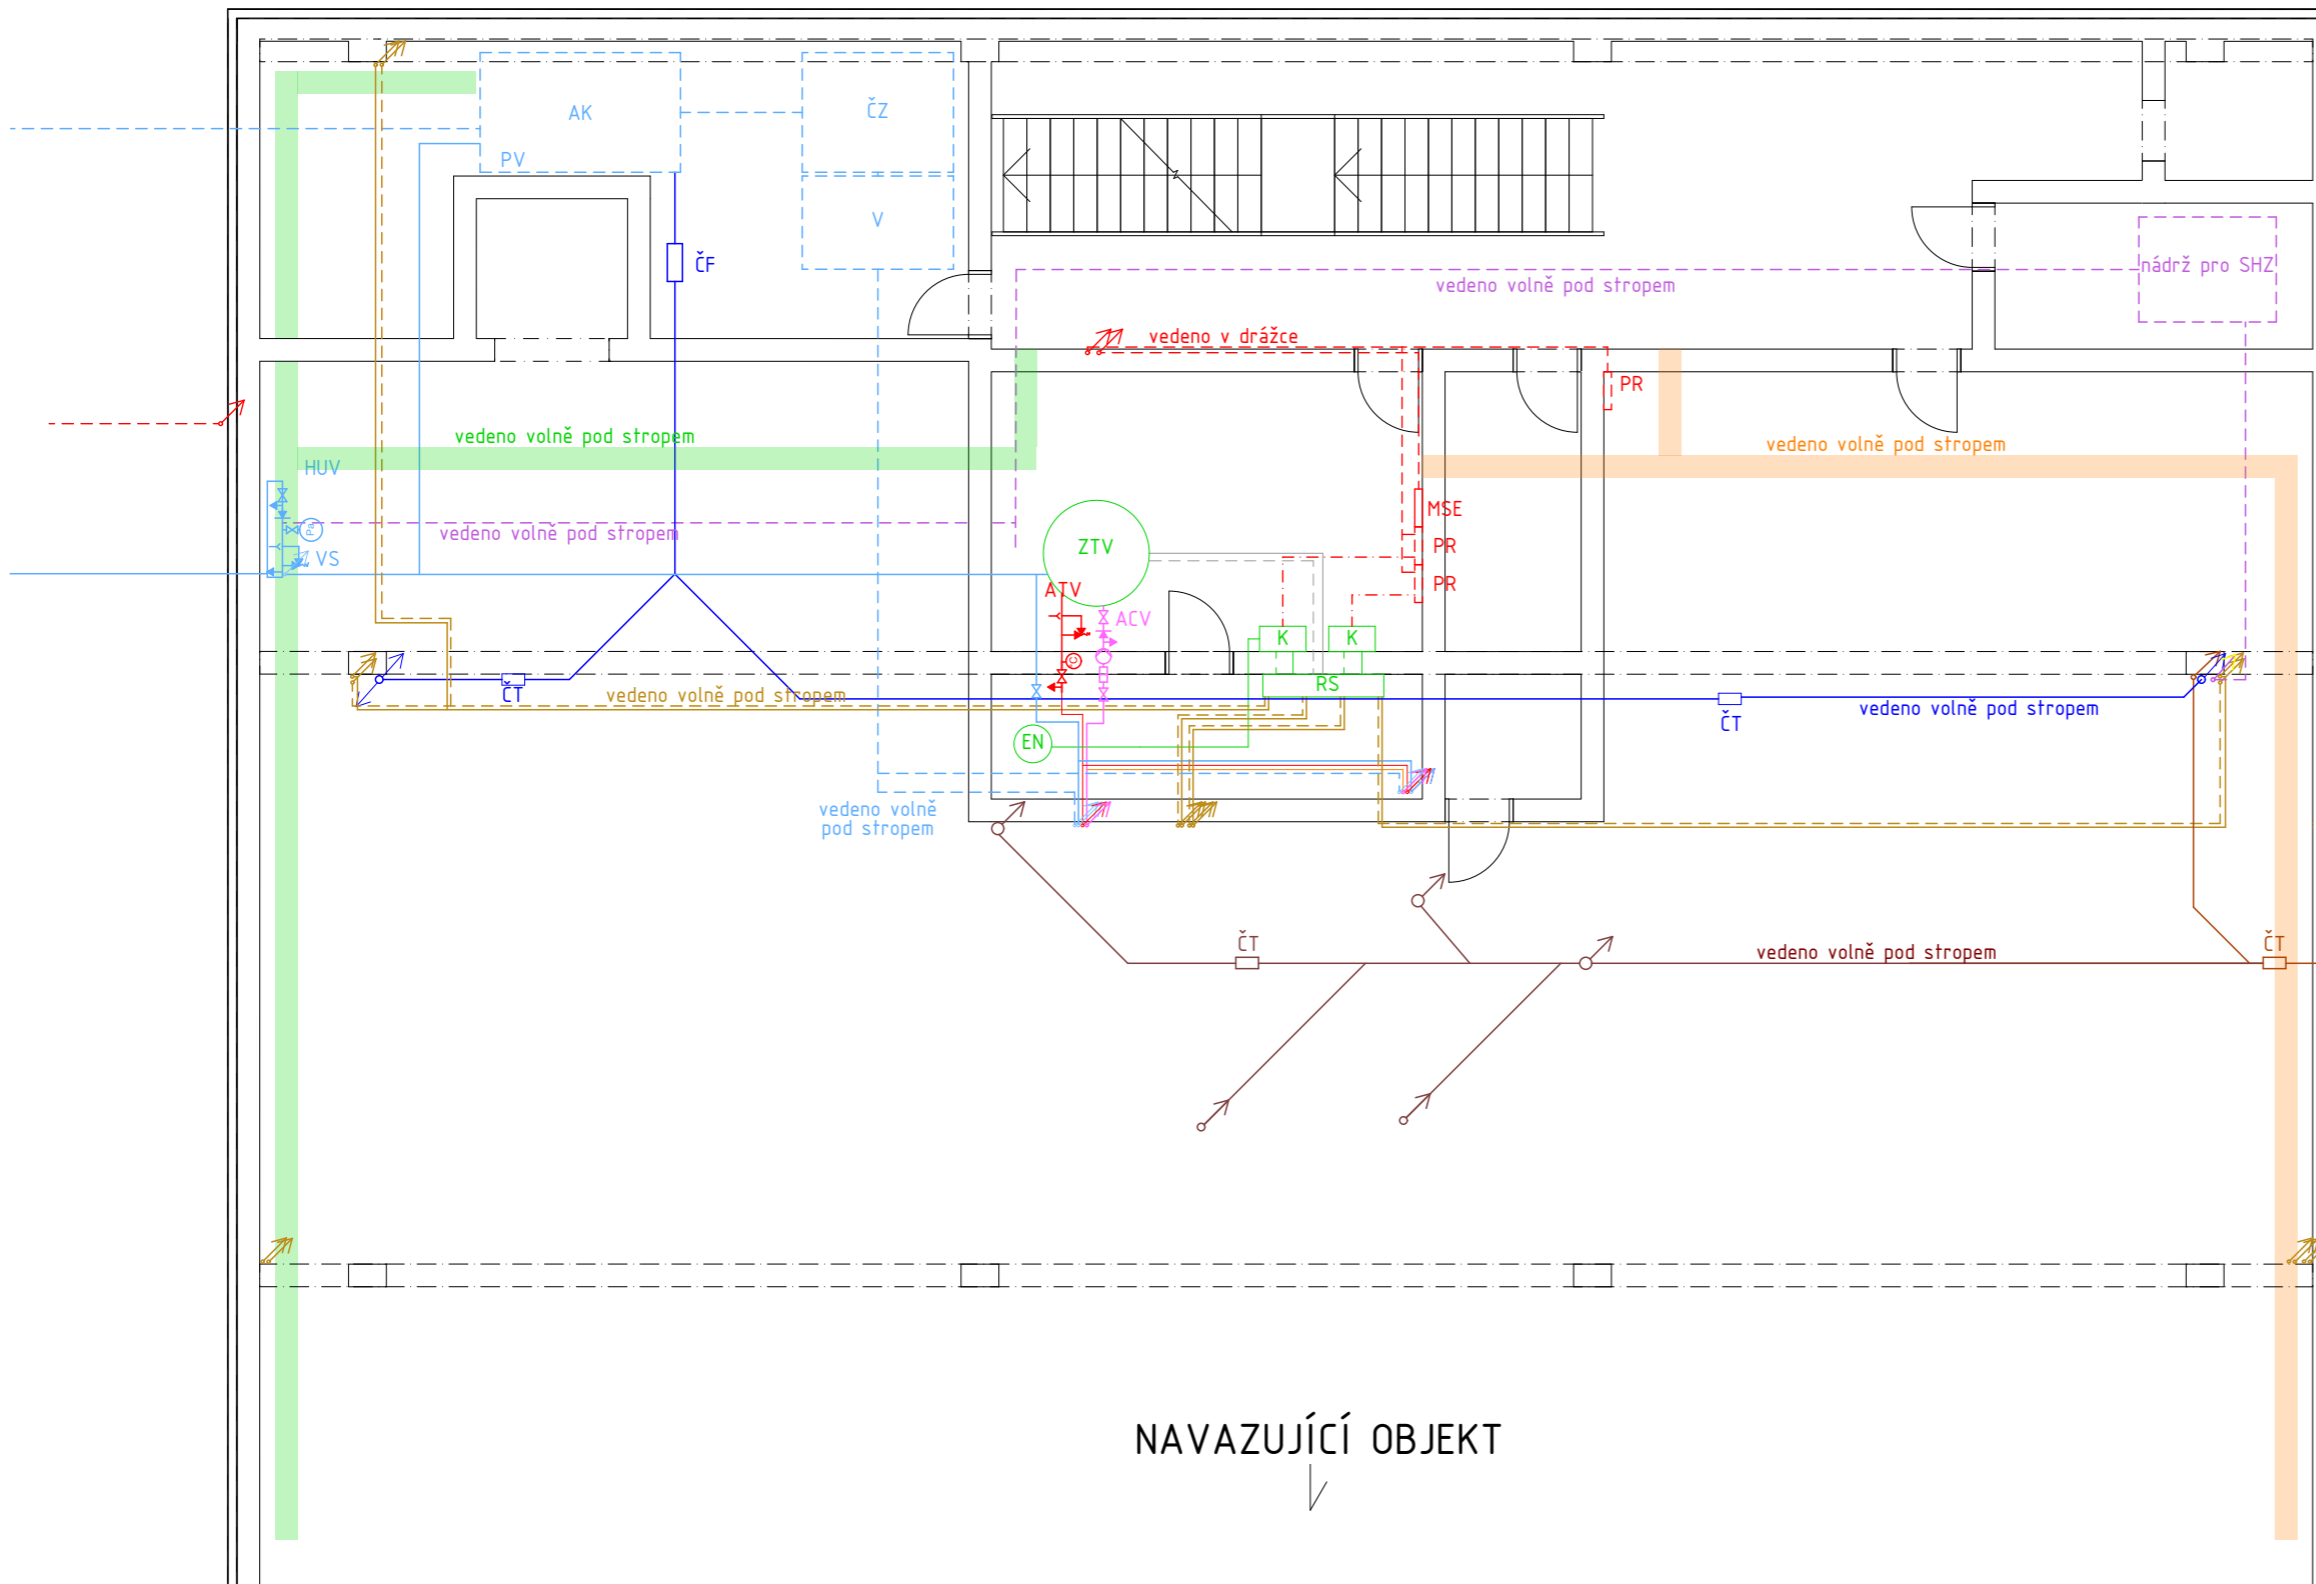 AK
ČZ
PV
V
ČF
nádrž pro SHZ
vedeno volně pod stropem
vedeno v drážce
PR
vedeno volně pod stropem
vedeno volně pod stropem
HUV
MSE
Pa
vedeno volně pod stropem
ZTV
PR
VS
ATV
PR
ACV
K
K
C
RS
ČT
vedeno volně pod stropem
ČT
vedeno volně pod stropem
EN
vedeno volně
pod stropem
ČT
vedeno volně pod stropem
ČT
NAVAZUJÍCÍ OBJEKT